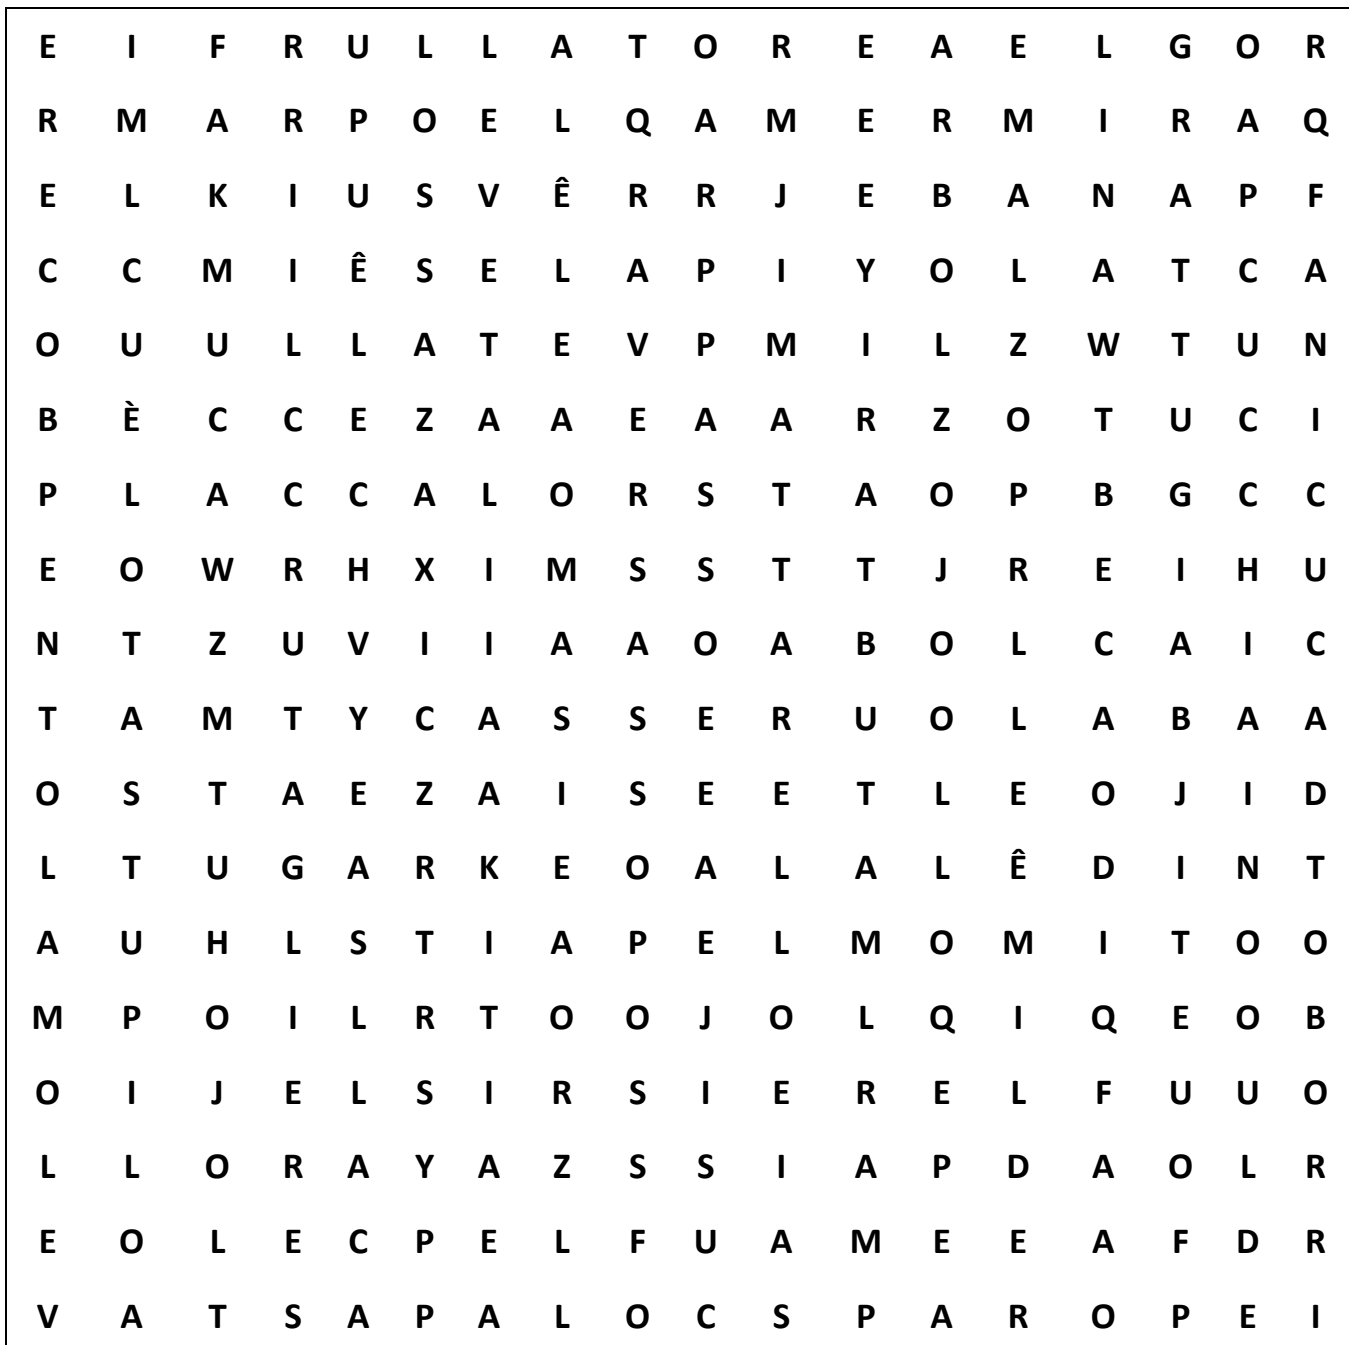 E I F R U L L A T O R E A E L G O R
R M A R P O E L Q A M E R M I R A Q
E L K I U S V Ê R R J E B A N A P F
C C M I Ê S E L A P I Y O L A T C A
O U U L L A T E V P M I L Z W T U N
B È C C E Z A A E A A R Z O T U C I
P L A C C A L O R S T A O P B G C C
E O W R H X I M S S T T J R E I H U
N T Z U V I I A A O A B O L C A I C
T A M T Y C A S S E R U O L A B A A
O S T A E Z A I S E E T L E O J I D
L T U G A R K E O A L A L Ê D I N T
A U H L S T I A P E L M O M I T O O
M P O I L R T O O J O L Q I Q E O B
O I J E L S I R S I E R E L F U U O
L L O R A Y A Z S S I A P D A O L R
E O L E C P E L F U A M E E A F D R
V A T S A P A L O C S P A R O P E I